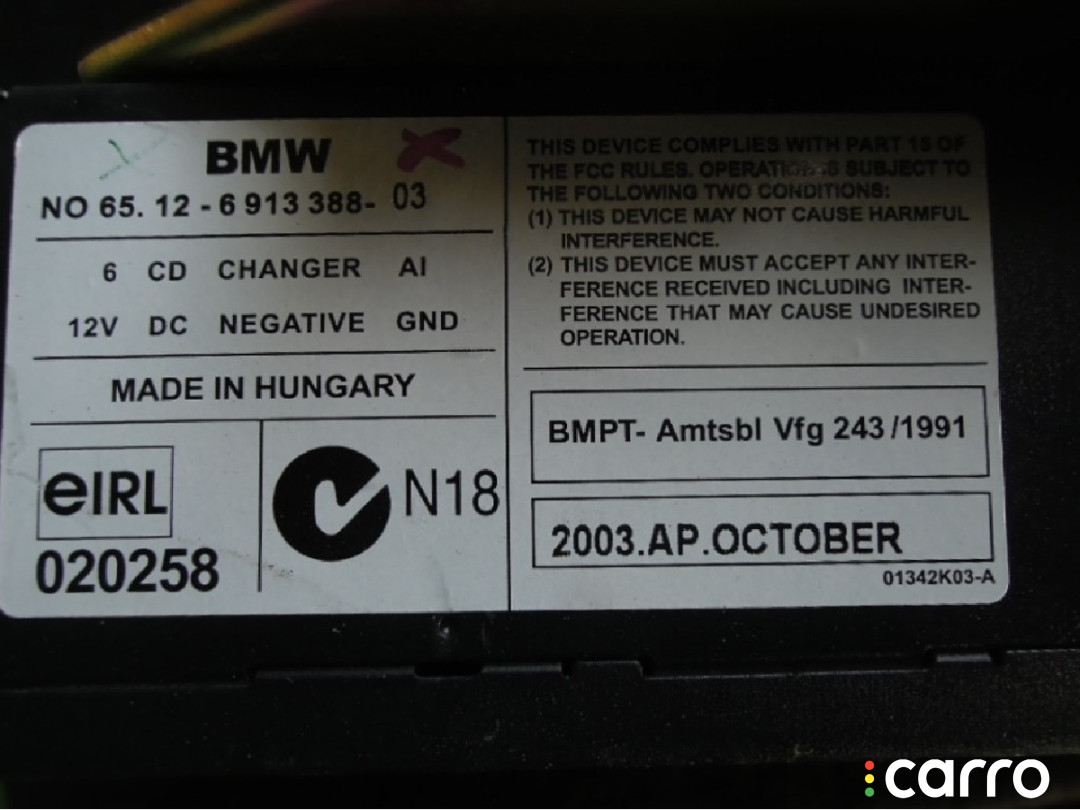 BMW
NO 65. 12 - 6 913 388- 03
6 CD CHANGER AI
12V DC NEGATIVE GND
MADE IN HUNGARY
eIRL
020258
N18
THIS DEVICE COMPLIES WITH PART 15 OF
THE FCC RULES. OPERATION IS SUBJECT TO
THE FOLLOWING TWO CONDITIONS:
(1) THIS DEVICE MAY NOT CAUSE HARMFUL
INTERFERENCE.
(2) THIS DEVICE MUST ACCEPT ANY INTER-
FERENCE RECEIVED INCLUDING INTER-
FERENCE THAT MAY CAUSE UNDESIRED
OPERATION.
BMPT- Amtsbl Vfg 243 /1991
2003.AP.OCTOBER
01342K03-A
carro